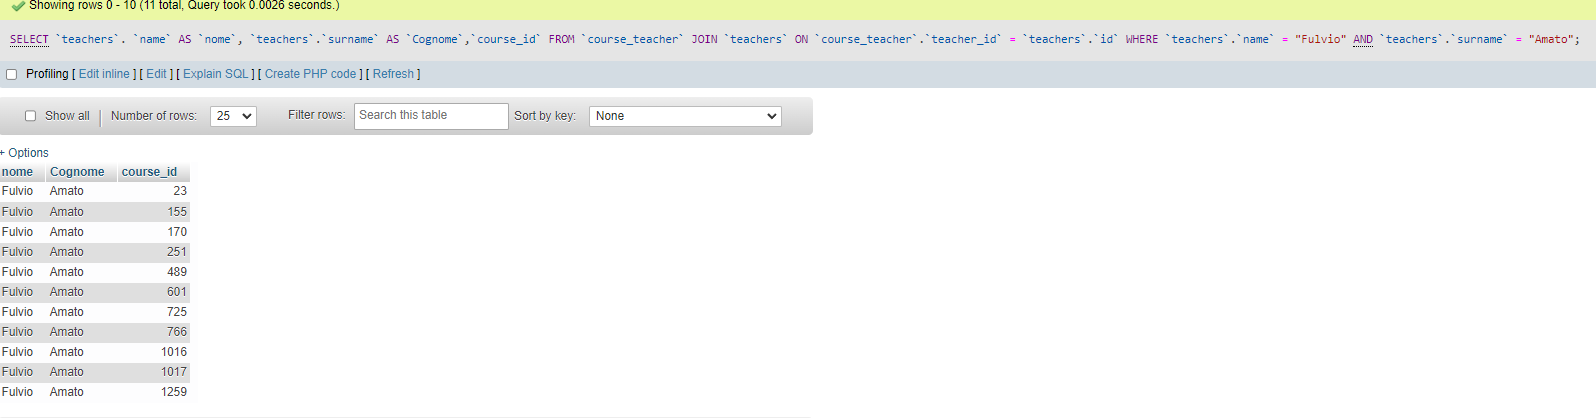 Showing rows 0 - 10 (11 total, Query took 0.0026 seconds.)
SELECT `teachers`. `name` AS `nome`, `teachers`.`surname` AS `Cognome`,`course_id` FROM `course_teacher` JOIN `teachers` ON `course_teacher`.`teacher_id` = `teachers`.`id` WHERE `teachers`.`name` = "Fulvio" AND `teachers`.`surname` = "Amato";
Profiling [ Edit inline ] [ Edit ] [ Explain SQL ] [ Create PHP code ] [ Refresh ]
Show all | Number of rows: 25 Filter rows: Search this table Sort by key: None
+ Options
nome Cognome course_id
Fulvio Amato 23
Fulvio Amato 155
Fulvio Amato 170
Fulvio Amato 251
Fulvio Amato 489
Fulvio Amato 601
Fulvio Amato 725
Fulvio Amato 766
Fulvio Amato 1016
Fulvio Amato 1017
Fulvio Amato 1259